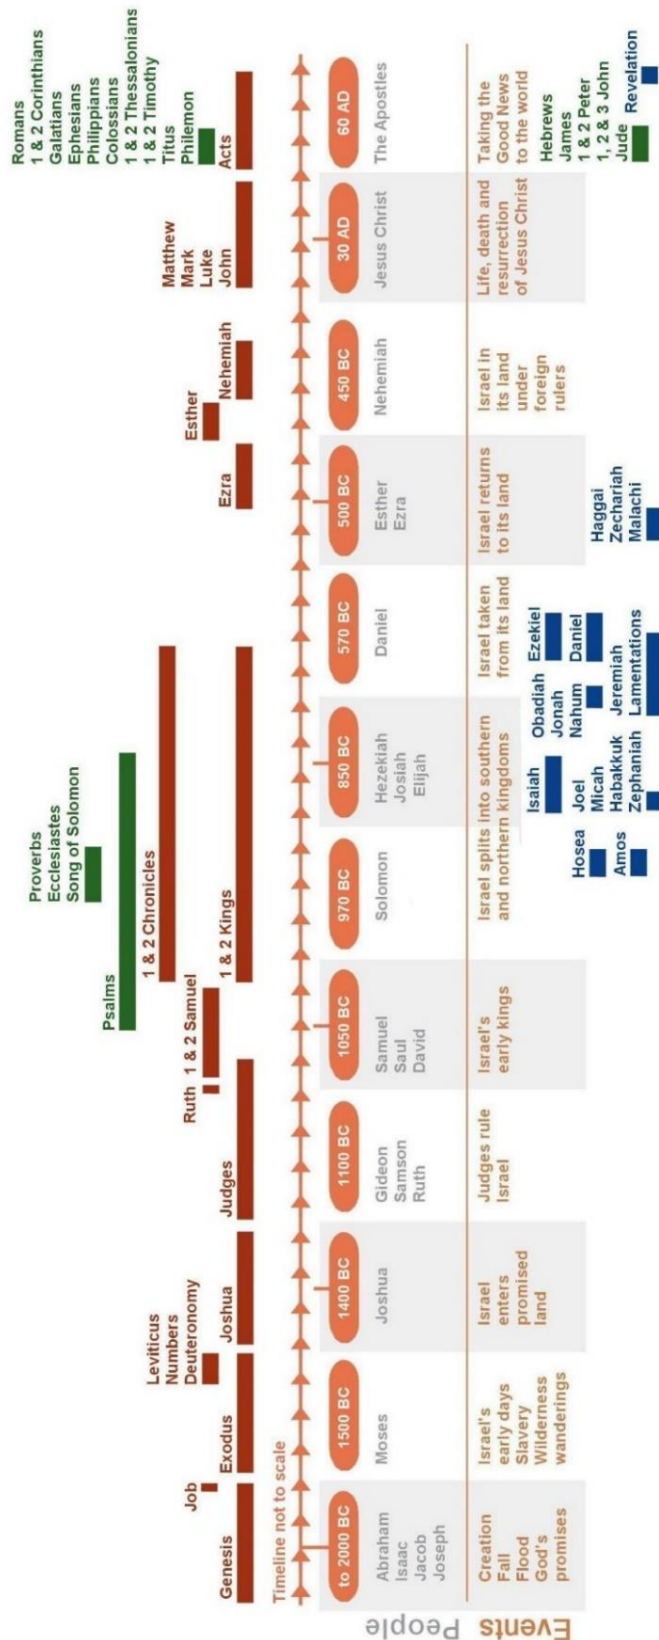 Romans
1 & 2 Corinthians
Galatians
Ephesians
Philippians
Colossians
1 & 2 Thessalonians
1 & 2 Timothy
Titus
Philemon
Proverbs
Ecclesiastes
Song of Solomon
Psalms
1 & 2 Chronicles
Leviticus
Numbers
Deuteronomy
Job
Ruth
1 & 2 Samuel
Esther
Matthew
Mark
Luke
John
Genesis
Exodus
Joshua
Judges
1 & 2 Kings
Ezra
Nehemiah
Acts
Timeline not to scale
to 2000 BC
1500 BC
1400 BC
1100 BC
1050 BC
970 BC
850 BC
570 BC
500 BC
450 BC
30 AD
60 AD
People
Abraham
Isaac
Jacob
Joseph
Moses
Joshua
Gideon
Samson
Ruth
Samuel
Saul
David
Solomon
Hezekiah
Josiah
Elijah
Daniel
Esther
Ezra
Nehemiah
Jesus Christ
The Apostles
Events
Creation
Fall
Flood
God's
promises
Israel's
early days
Slavery
Wilderness
wanderings
Israel
enters
promised
land
Judges rule
Israel
Israel's
early kings
Israel splits into southern
and northern kingdoms
Israel taken
from its land
Israel returns
to its land
Israel in
its land
under
foreign
rulers
Life, death and
resurrection
of Jesus Christ
Taking the
Good News
to the world
Hosea
Amos
Isaiah
Joel
Micah
Habakkuk
Zephaniah
Obadiah
Jonah
Nahum
Ezekiel
Daniel
Jeremiah
Lamentations
Haggai
Zechariah
Malachi
Hebrews
James
1 & 2 Peter
1, 2 & 3 John
Jude
Revelation